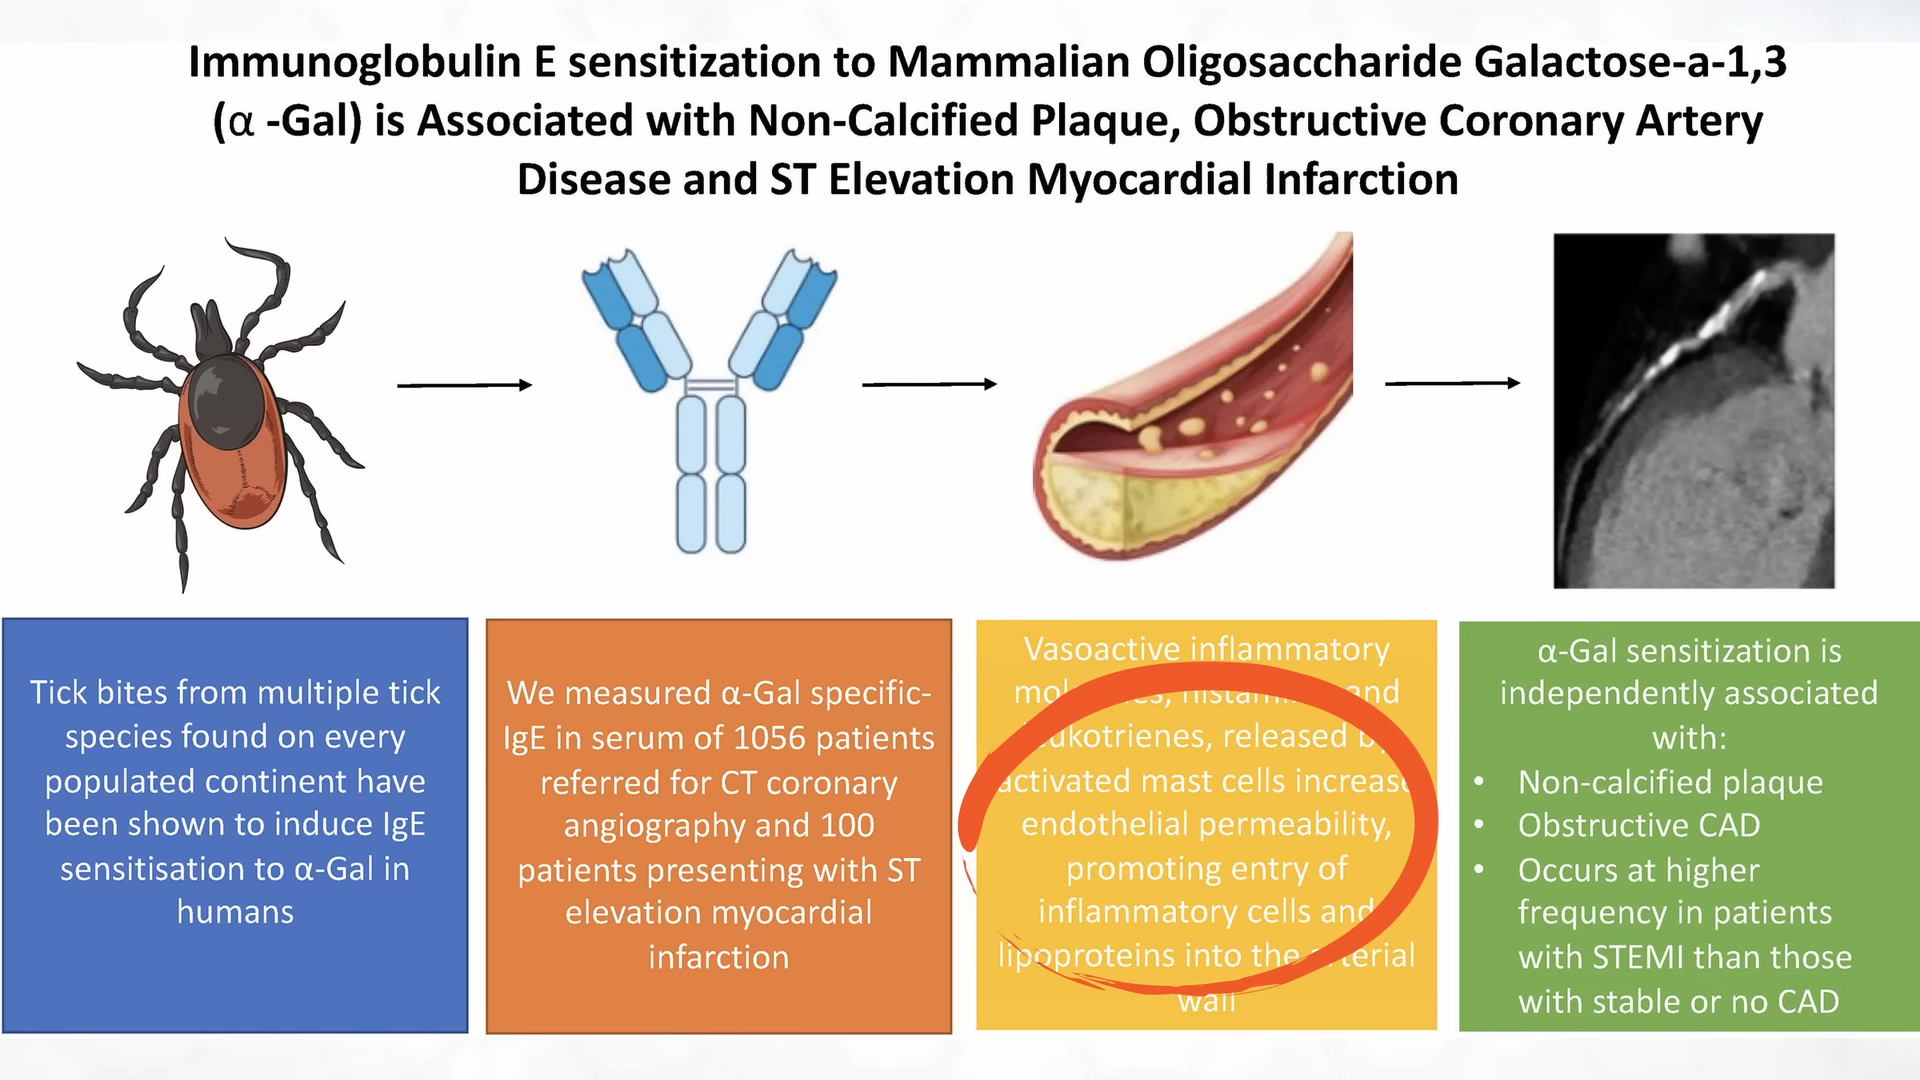 Immunoglobulin E sensitization to Mammalian Oligosaccharide Galactose-a-1,3
(α -Gal) is Associated with Non-Calcified Plaque, Obstructive Coronary Artery
Disease and ST Elevation Myocardial Infarction
Tick bites from multiple tick
species found on every
populated continent have
been shown to induce IgE
sensitisation to α-Gal in
humans
We measured α-Gal specific-
IgE in serum of 1056 patients
referred for CT coronary
angiography and 100
patients presenting with ST
elevation myocardial
infarction
Vasoactive inflammatory
and
released by
activated mast cells increase
endothelial permeability,
promoting entry of
inflammatory cells and
lipoproteins into the arterial
wall
α-Gal sensitization is
independently associated
with:
• Non-calcified plaque
• Obstructive CAD
• Occurs at higher
frequency in patients
with STEMI than those
with stable or no CAD